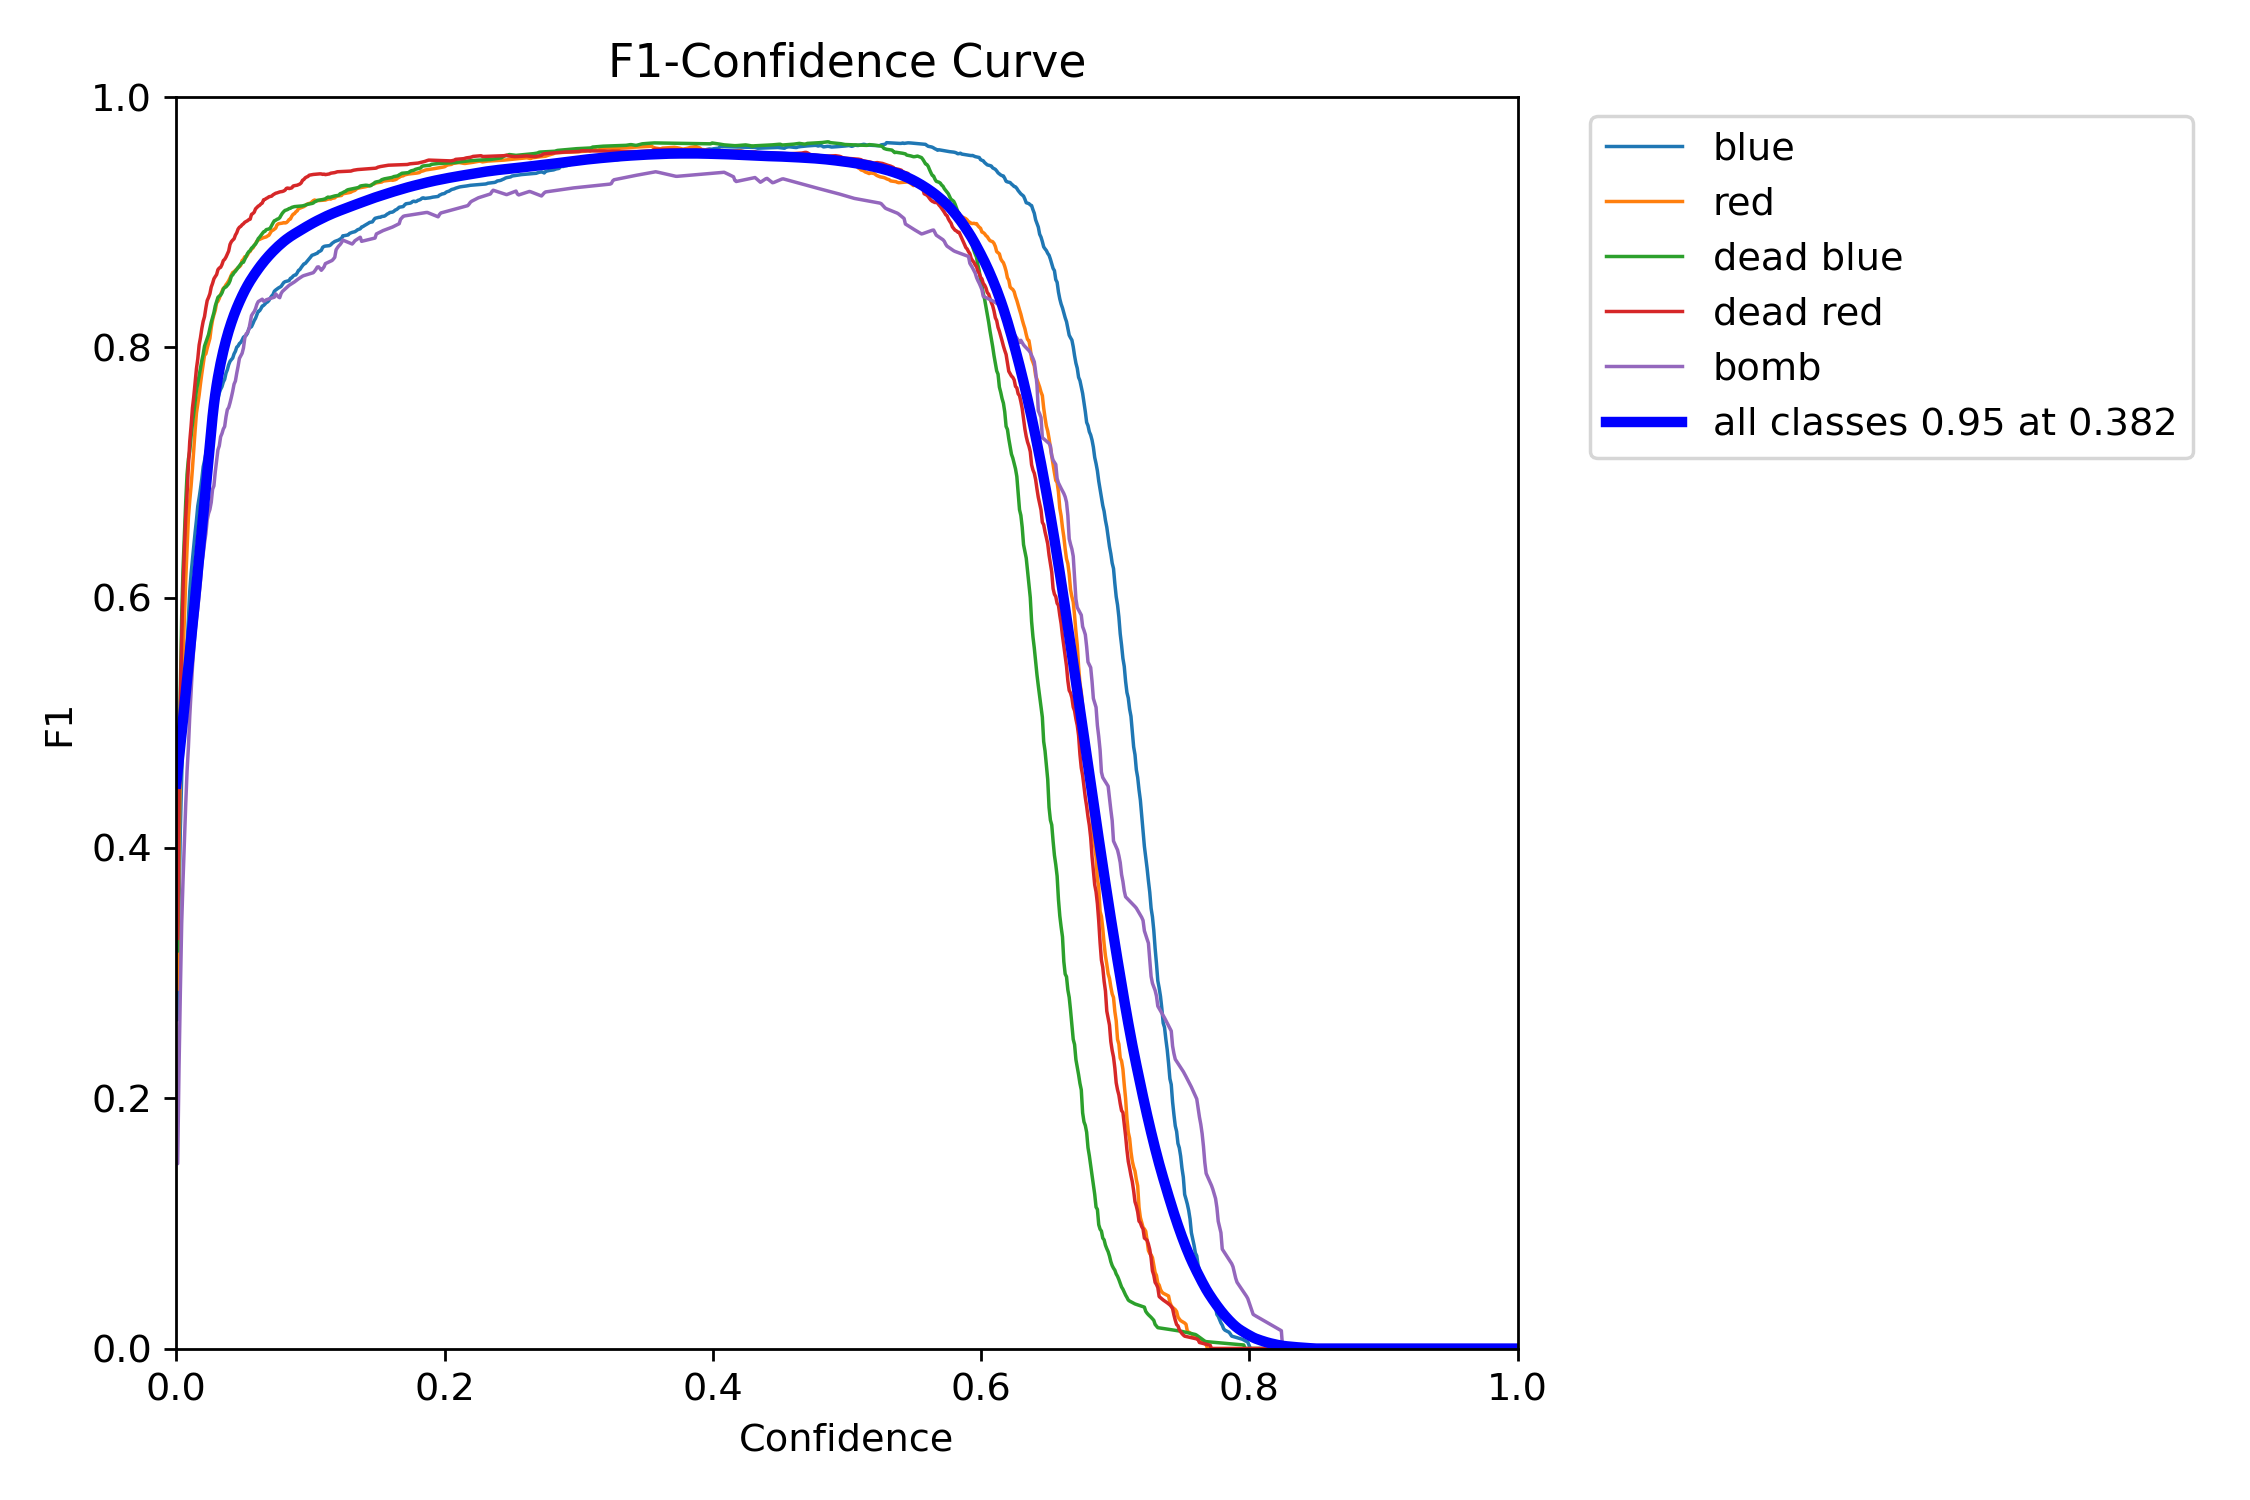 F1-Confidence Curve
1.0
0.8
0.6
0.4
0.2
0.0
F1
0.0 0.2 0.4 0.6 0.8 1.0
Confidence
blue
red
dead blue
dead red
bomb
all classes 0.95 at 0.382